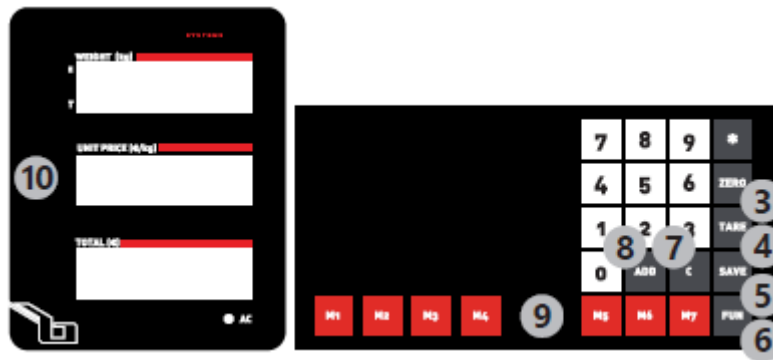 SYSTEMS
WEIGHT (kg)
T
UNIT PRICE (€/kg)
10
TOTAL (€)
AC
7 8 9 *
4 5 6 ZERO
3
1 2 3 TARE
8 7 4
0 ADD C SAVE
5
M1 M2 M3 M4 9 M5 M6 M7 FUN
6